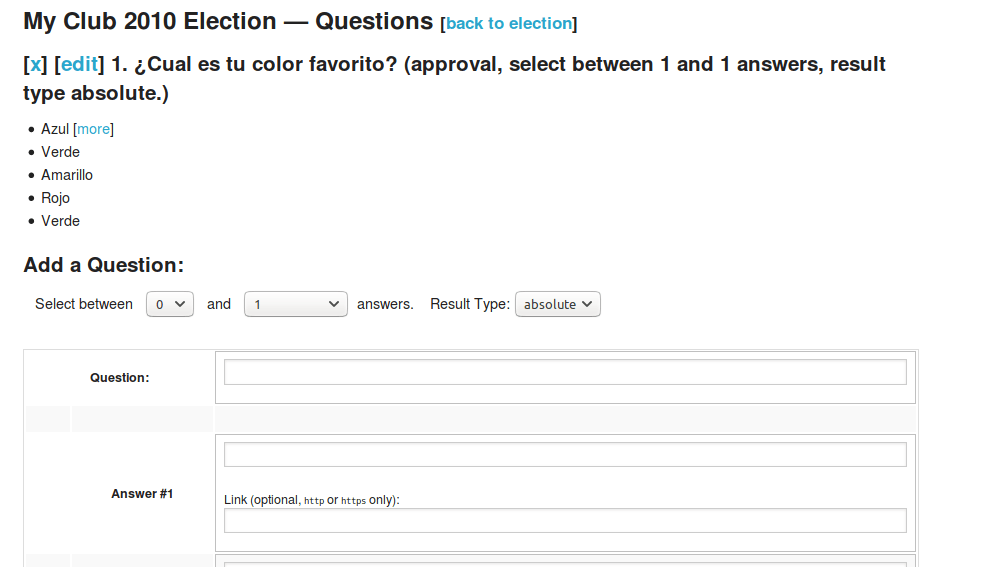 My Club 2010 Election — Questions [back to election]
[x] [edit] 1. ¿Cual es tu color favorito? (approval, select between 1 and 1 answers, result
type absolute.)
• Azul [more]
• Verde
• Amarillo
• Rojo
• Verde
Add a Question:
Select between 0 and 1 answers. Result Type: absolute
Question:
Answer #1
Link (optional, http or https only):